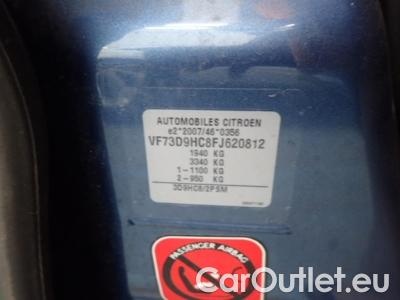 AUTOMOBILES CITROEN
e2*2007/46*0356
VF73D9HC8FJ620812
1940 KG
3340 KG
1-1100 KG
2-950 KG
3D9HC8/2PSM
PASSENGER AIRBAG
CarOutlet.eu